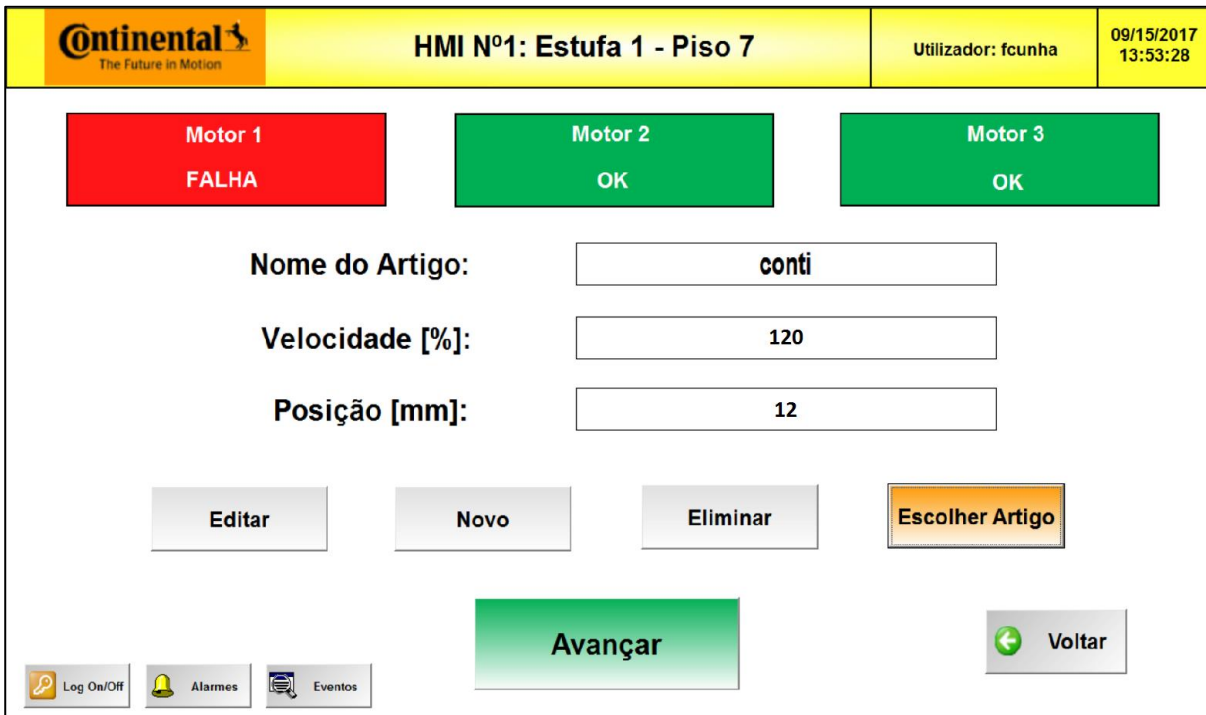 Continental
The Future in Motion
HMI Nº1: Estufa 1 - Piso 7
Utilizador: fcunha
09/15/2017
13:53:28
Motor 1
FALHA
Motor 2
OK
Motor 3
OK
Nome do Artigo:
conti
Velocidade [%]:
120
Posição [mm]:
12
Editar
Novo
Eliminar
Escolher Artigo
Avançar
Voltar
Log On/Off
Alarmes
Eventos